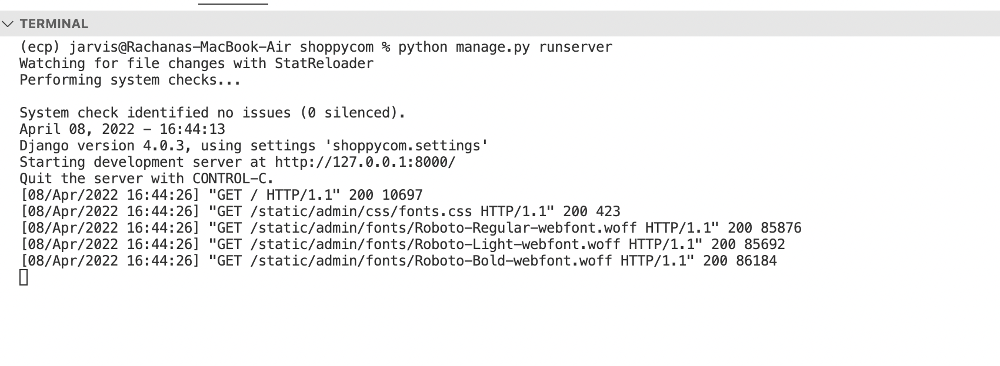 TERMINAL
(ecp) jarvis@Rachanas-MacBook-Air shoppycom % python manage.py runserver
Watching for file changes with StatReloader
Performing system checks...
System check identified no issues (0 silenced).
April 08, 2022 - 16:44:13
Django version 4.0.3, using settings 'shoppycom.settings'
Starting development server at http://127.0.0.1:8000/
Quit the server with CONTROL-C.
[08/Apr/2022 16:44:26] "GET / HTTP/1.1" 200 10697
[08/Apr/2022 16:44:26] "GET /static/admin/css/fonts.css HTTP/1.1" 200 423
[08/Apr/2022 16:44:26] "GET /static/admin/fonts/Roboto-Regular-webfont.woff HTTP/1.1" 200 85876
[08/Apr/2022 16:44:26] "GET /static/admin/fonts/Roboto-Light-webfont.woff HTTP/1.1" 200 85692
[08/Apr/2022 16:44:26] "GET /static/admin/fonts/Roboto-Bold-webfont.woff HTTP/1.1" 200 86184